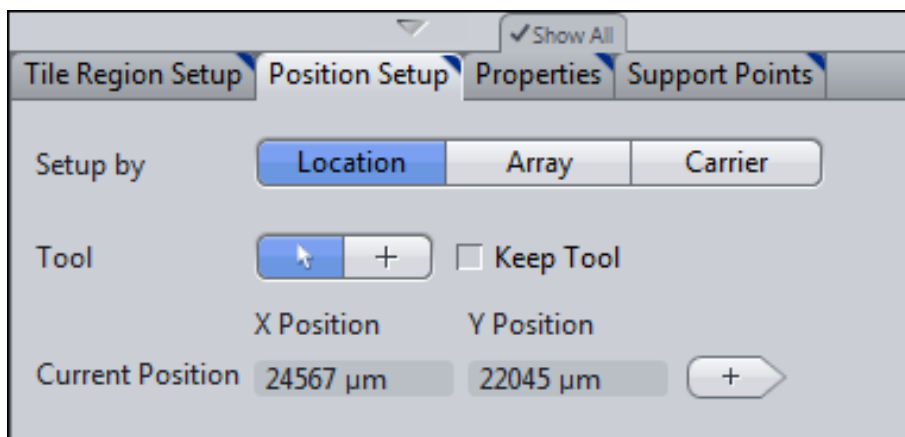 Show All
Tile Region Setup Position Setup Properties Support Points
Setup by Location Array Carrier
Tool + Keep Tool
X Position Y Position
Current Position 24567 µm 22045 µm +